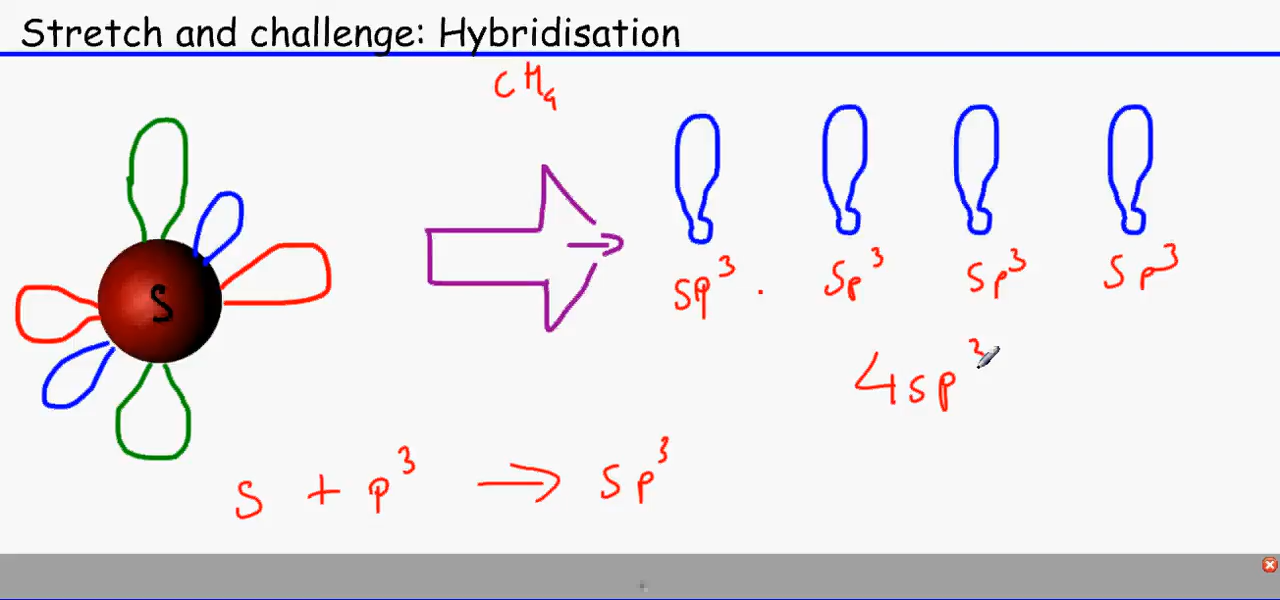 Stretch and challenge: Hybridisation
CH₄
S
sp³ . sp³ sp³ sp³
4sp³
S + p³ → sp³